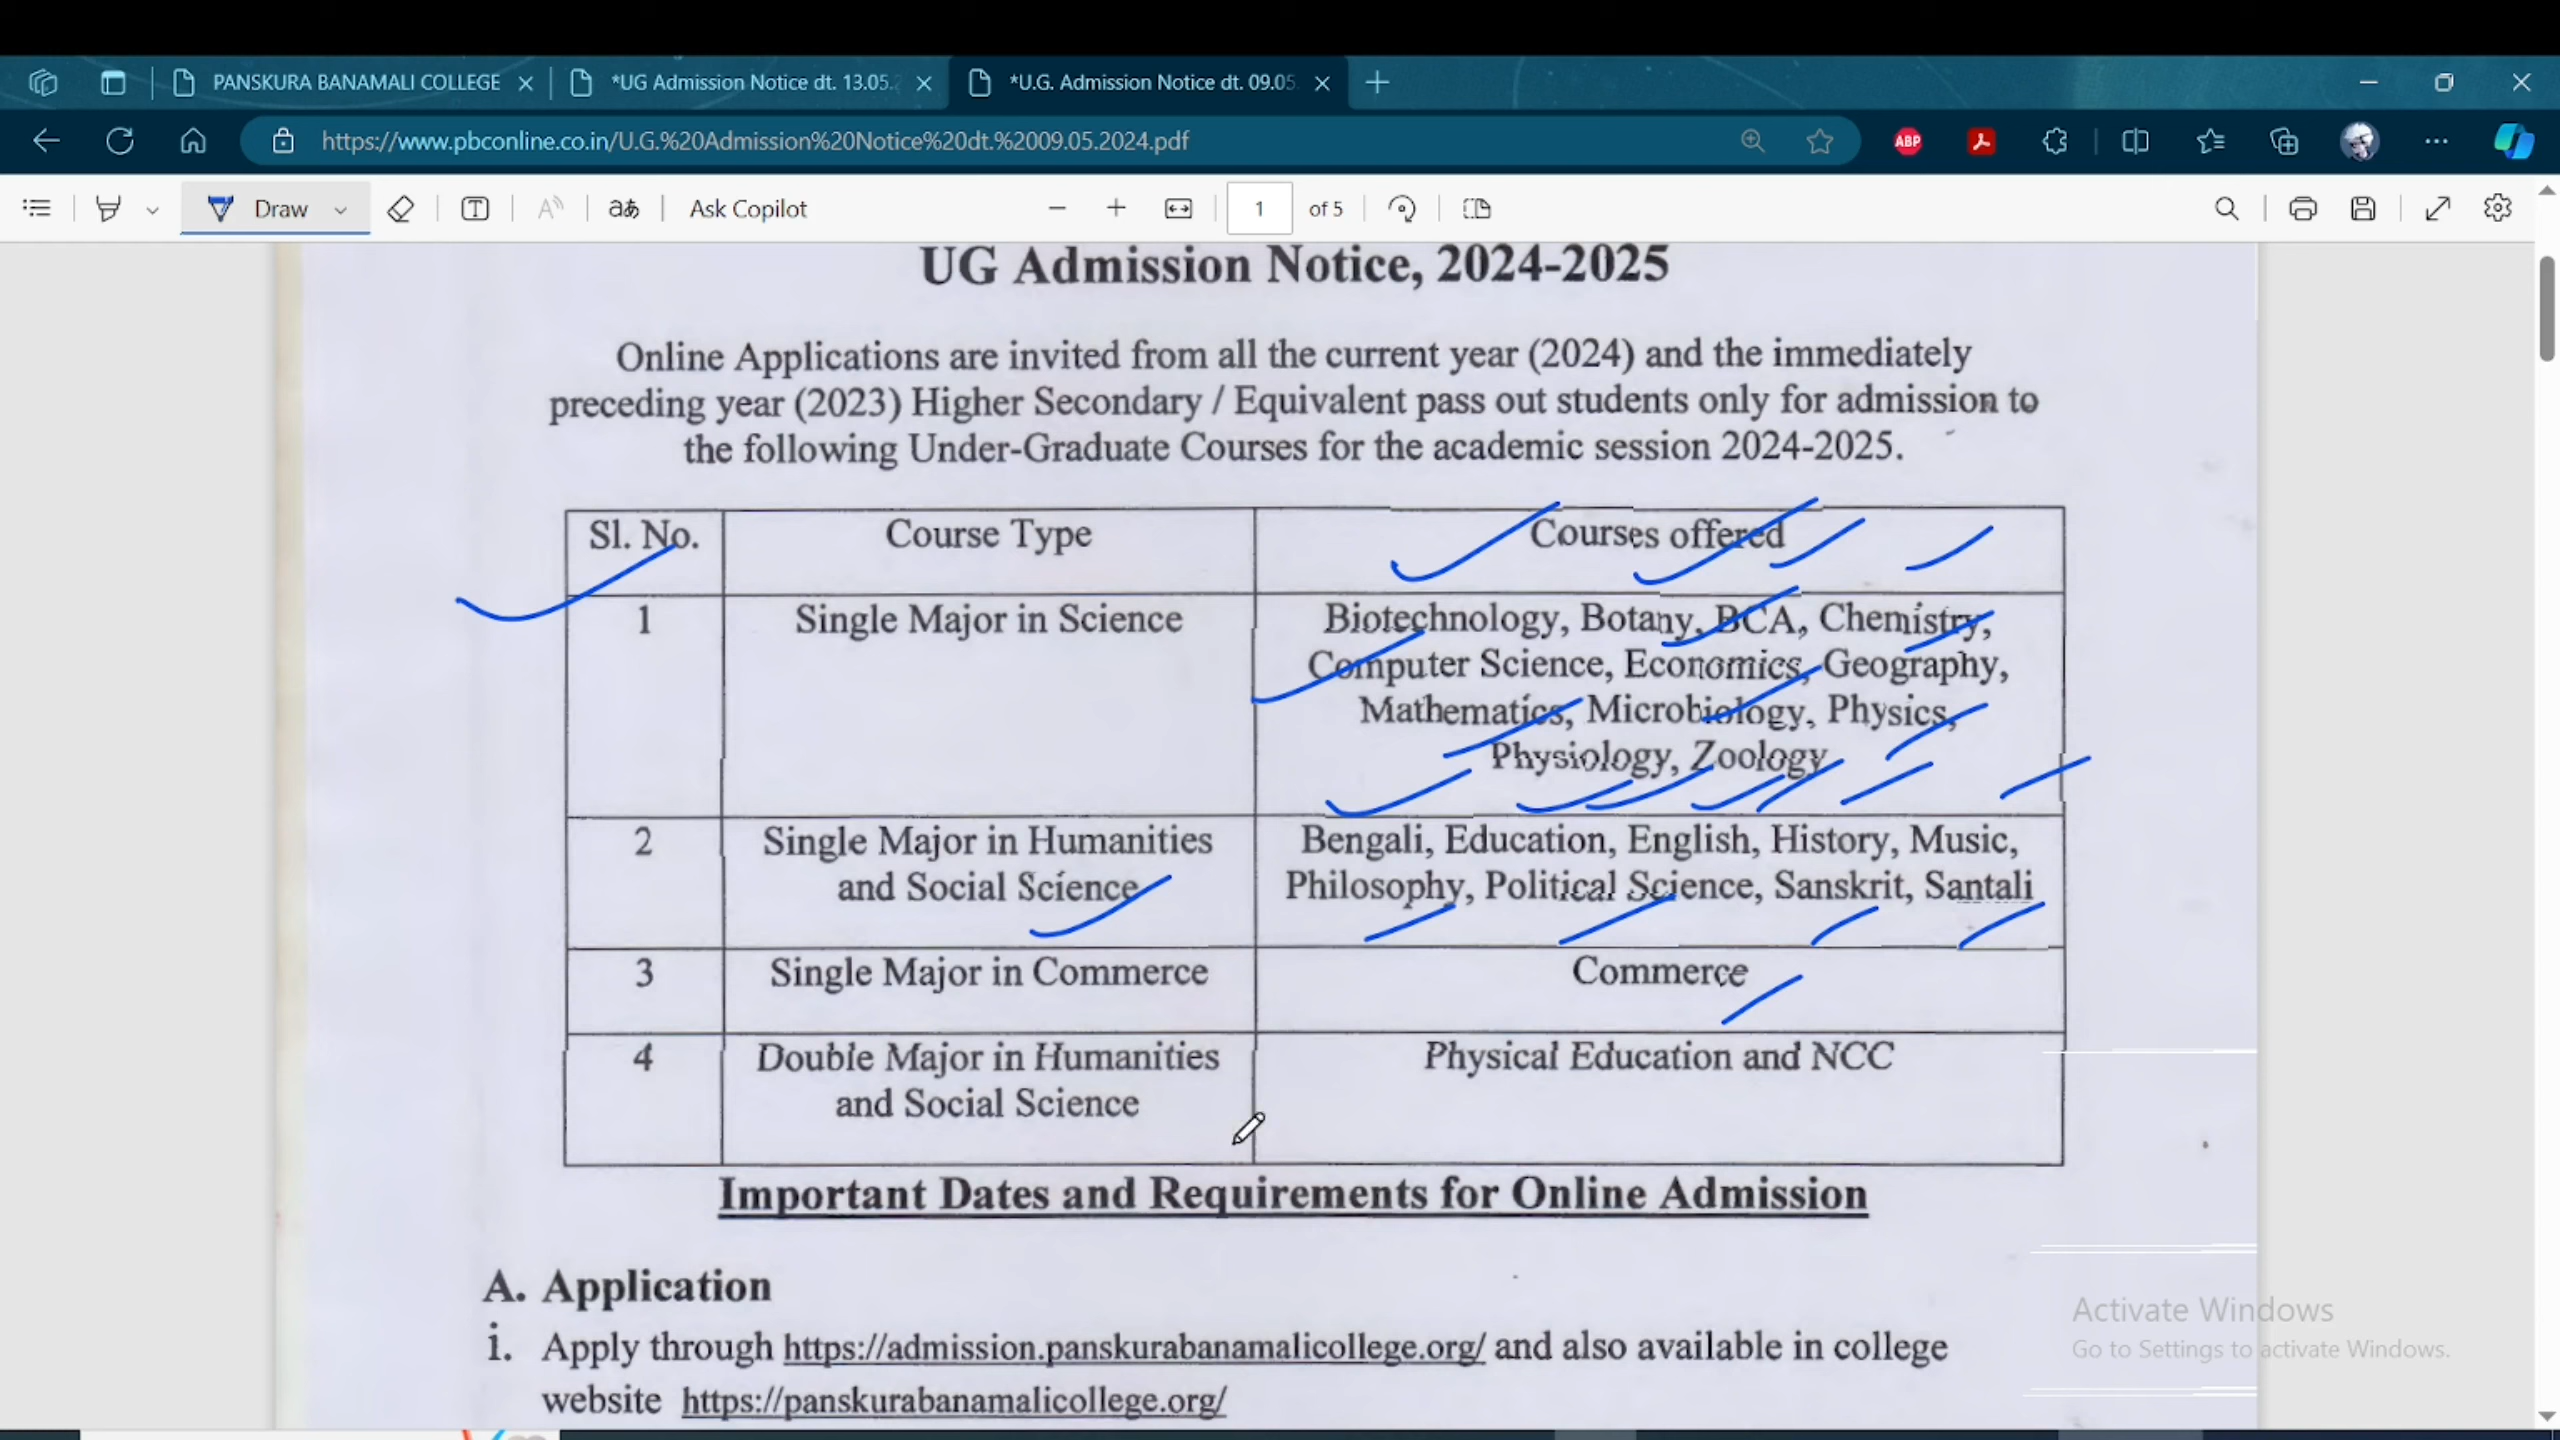 PANSKURA BANAMALI COLLEGE
*UG Admission Notice dt. 13.05.2
*U.G. Admission Notice dt. 09.05
https://www.pbconline.co.in/U.G.%20Admission%20Notice%20dt.%2009.05.2024.pdf
ABP
Draw
Ask Copilot
1 of 5
UG Admission Notice, 2024-2025
Online Applications are invited from all the current year (2024) and the immediately
preceding year (2023) Higher Secondary / Equivalent pass out students only for admission to
the following Under-Graduate Courses for the academic session 2024-2025.
Sl. No. Course Type Courses offered
1 Single Major in Science Biotechnology, Botany, BCA, Chemistry,
Computer Science, Economics, Geography,
Mathematics, Microbiology, Physics,
Physiology, Zoology
2 Single Major in Humanities Bengali, Education, English, History, Music,
and Social Science Philosophy, Political Science, Sanskrit, Santali
3 Single Major in Commerce Commerce
4 Double Major in Humanities Physical Education and NCC
and Social Science
Important Dates and Requirements for Online Admission
A. Application
i. Apply through https://admission.panskurabanamalicollege.org/ and also available in college
website https://panskurabanamalicollege.org/
Activate Windows
Go to Settings to activate Windows.